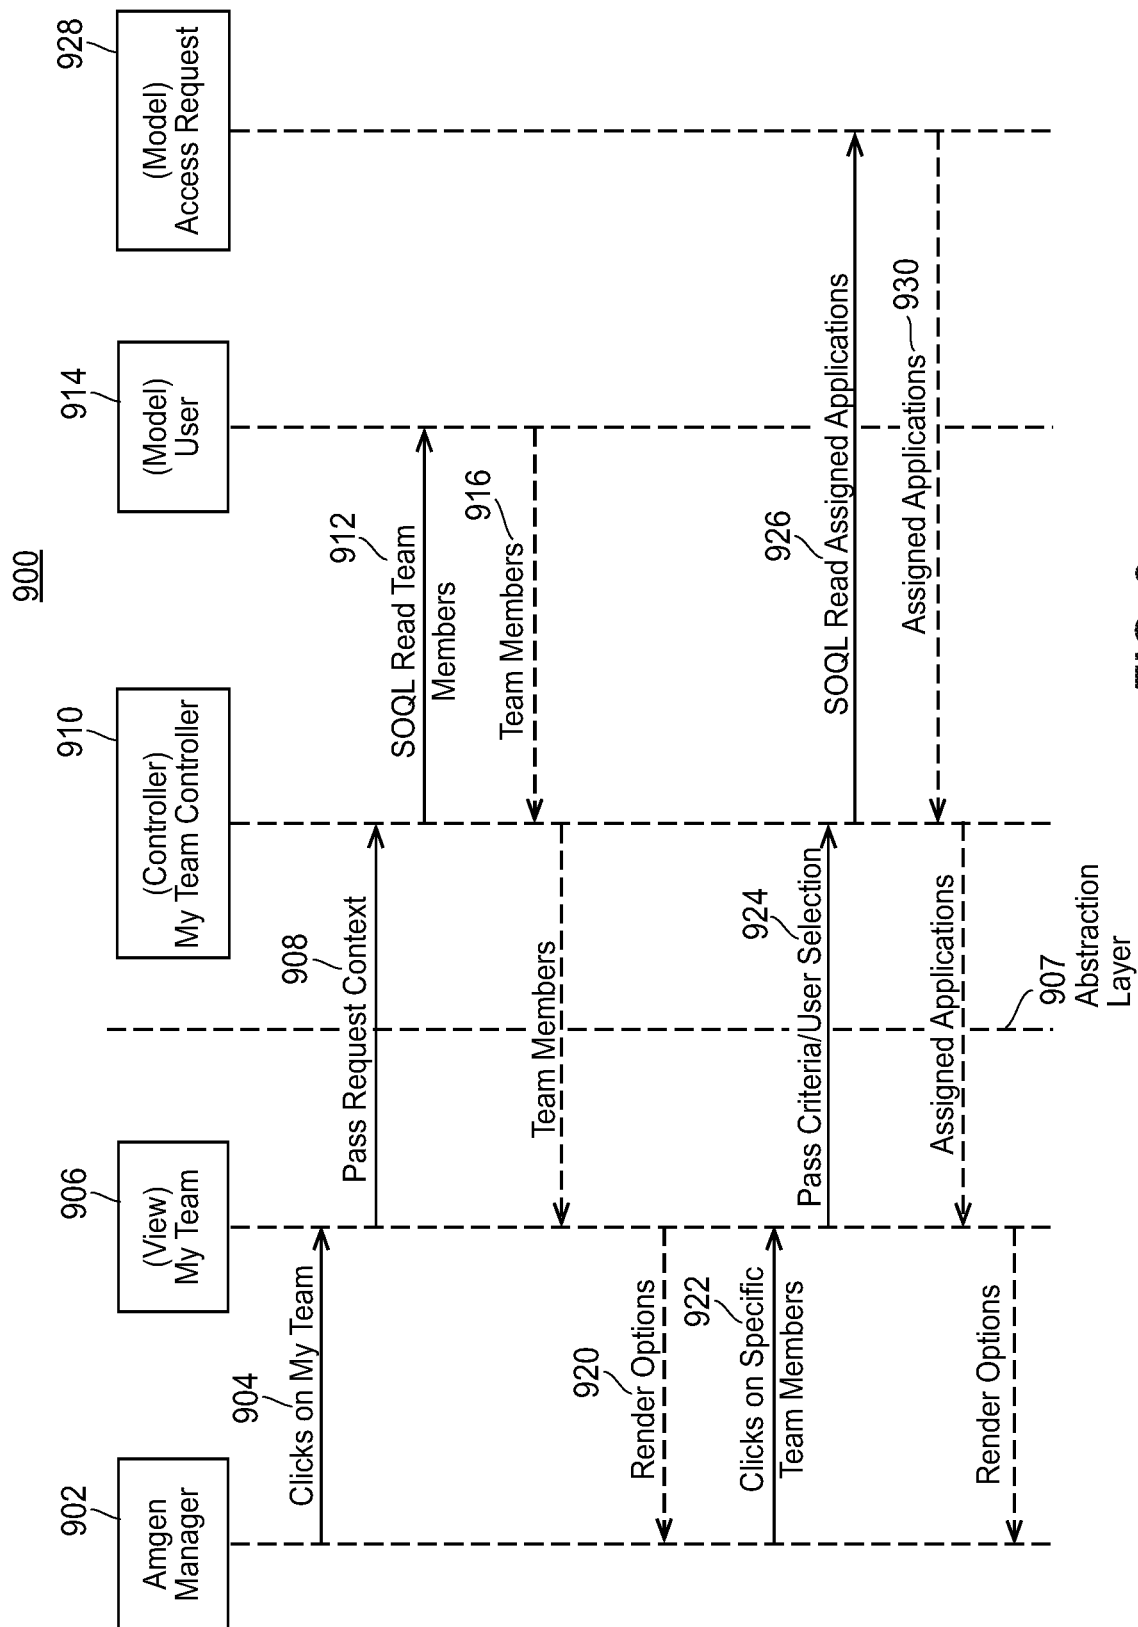 900
902
Amgen
Manager
906
(View)
My Team
910
(Controller)
My Team Controller
914
(Model)
User
928
(Model)
Access Request
904
Clicks on My Team
908
Pass Request Context
912
SOQL Read Team
Members
916
Team Members
Team Members
920
Render Options
922
Clicks on Specific
Team Members
924
Pass Criteria/User Selection
926
SOQL Read Assigned Applications
930
Assigned Applications
Assigned Applications
Render Options
907
Abstraction
Layer